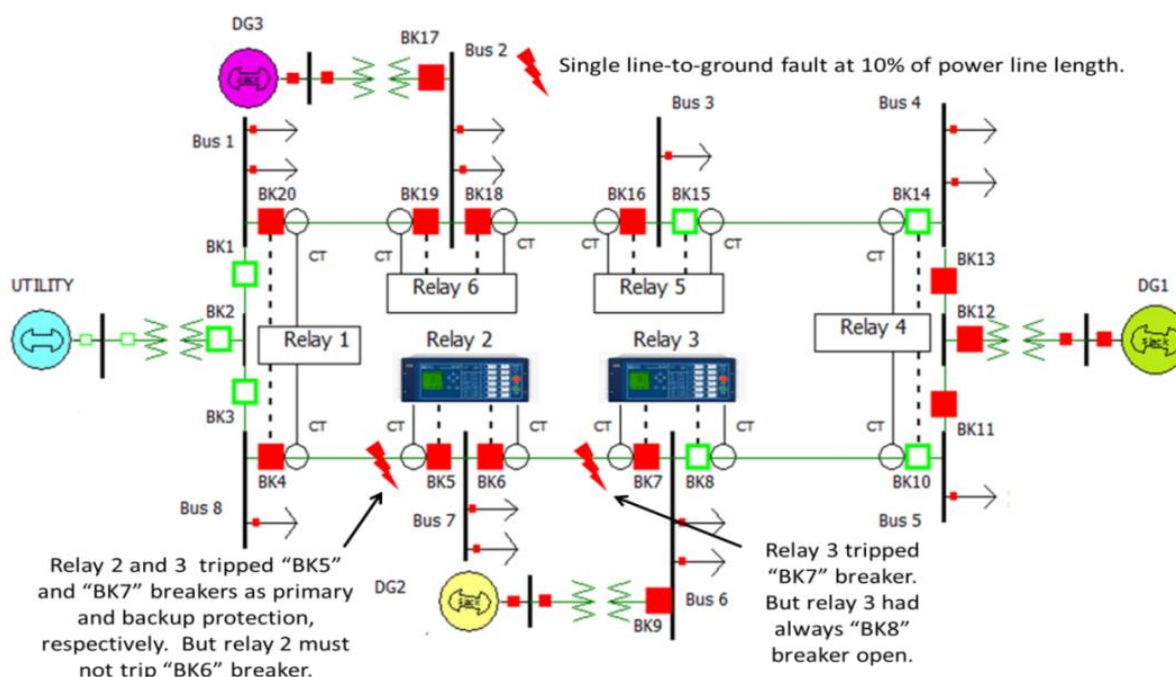 DG3
BK17
Bus 2
Single line-to-ground fault at 10% of power line length.
Bus 3
Bus 4
Bus 1
BK20
BK19
BK18
BK16
BK15
BK14
BK1
CT
CT
CT
CT
CT
CT
BK13
UTILITY
BK2
Relay 6
Relay 5
BK12
DG1
Relay 1
Relay 2
Relay 3
Relay 4
BK3
CT
CT
CT
CT
CT
CT
BK11
BK4
BK5
BK6
BK7
BK8
BK10
Bus 8
Bus 7
Bus 5
Relay 2 and 3 tripped “BK5”
and “BK7” breakers as primary
and backup protection,
respectively. But relay 2 must
not trip “BK6” breaker.
DG2
BK9
Bus 6
Relay 3 tripped
“BK7” breaker.
But relay 3 had
always “BK8”
breaker open.